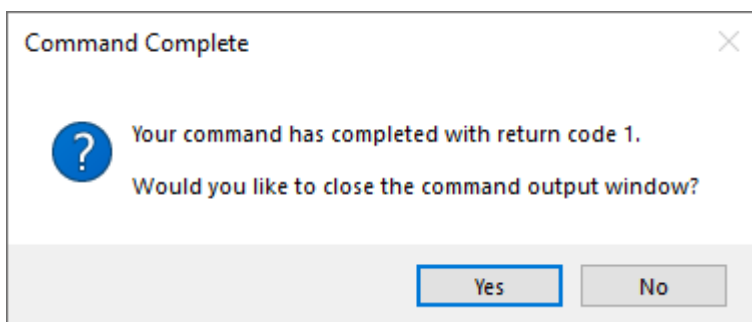 Command Complete
Your command has completed with return code 1.
Would you like to close the command output window?
Yes No